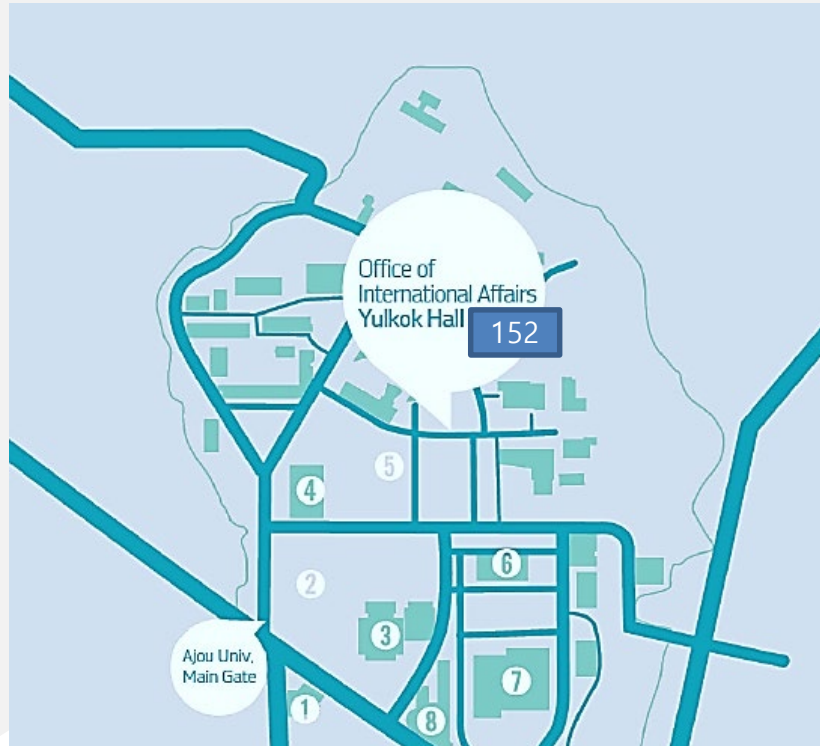 Office of
International Affairs
Yulkok Hall 152
5
4
6
2
3
Ajou Univ.
Main Gate
7
1
8